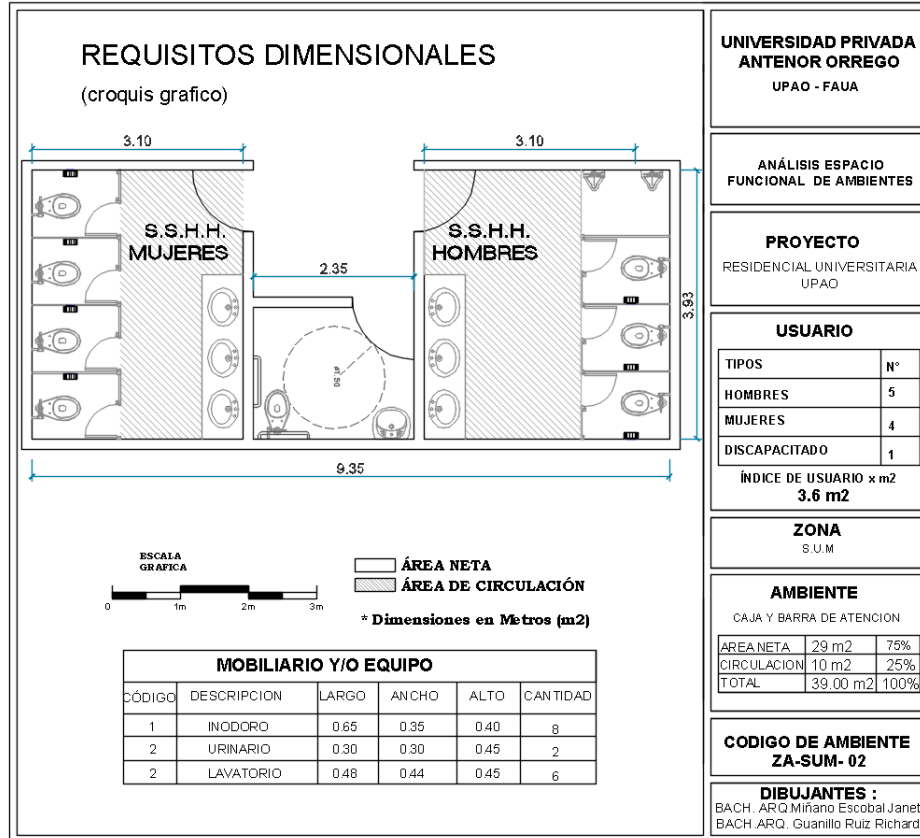 REQUISITOS DIMENSIONALES
(croquis grafico)
3.10
3.10
S.S.H.H.
MUJERES
S.S.H.H.
HOMBRES
2.35
3.93
ø1.50
9.35
ESCALA
GRAFICA
0 1m 2m 3m
ÁREA NETA
ÁREA DE CIRCULACIÓN
* Dimensiones en Metros (m2)
MOBILIARIO Y/O EQUIPO
CÓDIGO DESCRIPCION LARGO ANCHO ALTO CANTIDAD
1 INODORO 0.65 0.35 0.40 8
2 URINARIO 0.30 0.30 0.45 2
2 LAVATORIO 0.48 0.44 0.45 6
UNIVERSIDAD PRIVADA
ANTENOR ORREGO
UPAO - FAUA
ANÁLISIS ESPACIO
FUNCIONAL DE AMBIENTES
PROYECTO
RESIDENCIAL UNIVERSITARIA
UPAO
USUARIO
TIPOS N°
HOMBRES 5
MUJERES 4
DISCAPACITADO 1
ÍNDICE DE USUARIO x m2
3.6 m2
ZONA
S.U.M
AMBIENTE
CAJA Y BARRA DE ATENCION
AREA NETA 29 m2 75%
CIRCULACION 10 m2 25%
TOTAL 39.00 m2 100%
CODIGO DE AMBIENTE
ZA-SUM- 02
DIBUJANTES :
BACH. ARQ.Miñano Escobal Janet
BACH.ARQ. Guanillo Ruiz Richard